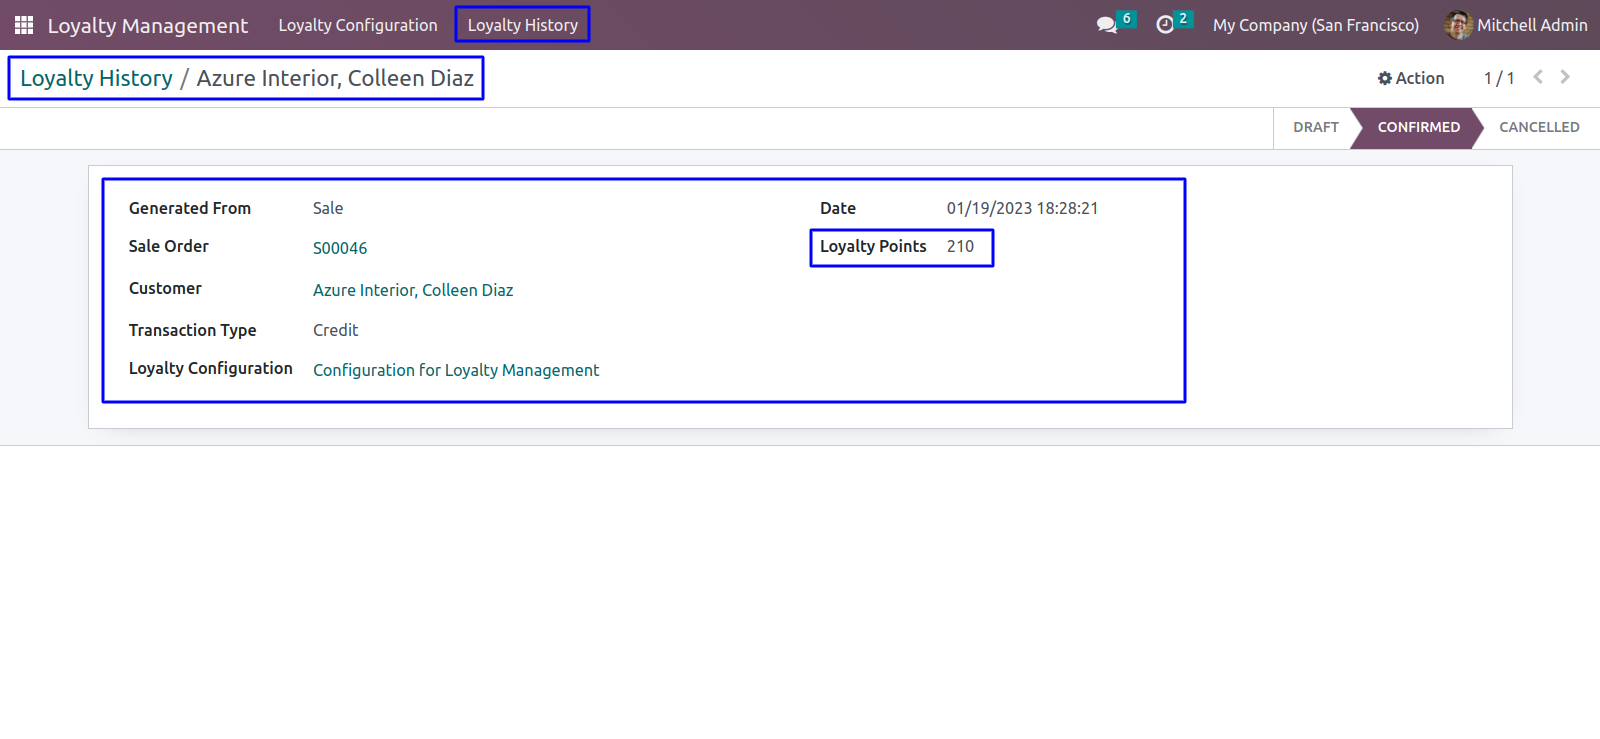 Loyalty Management Loyalty Configuration Loyalty History 6 2 My Company (San Francisco) Mitchell Admin
Loyalty History / Azure Interior, Colleen Diaz Action 1 / 1
DRAFT CONFIRMED CANCELLED
Generated From Sale Date 01/19/2023 18:28:21
Sale Order S00046 Loyalty Points 210
Customer Azure Interior, Colleen Diaz
Transaction Type Credit
Loyalty Configuration Configuration for Loyalty Management